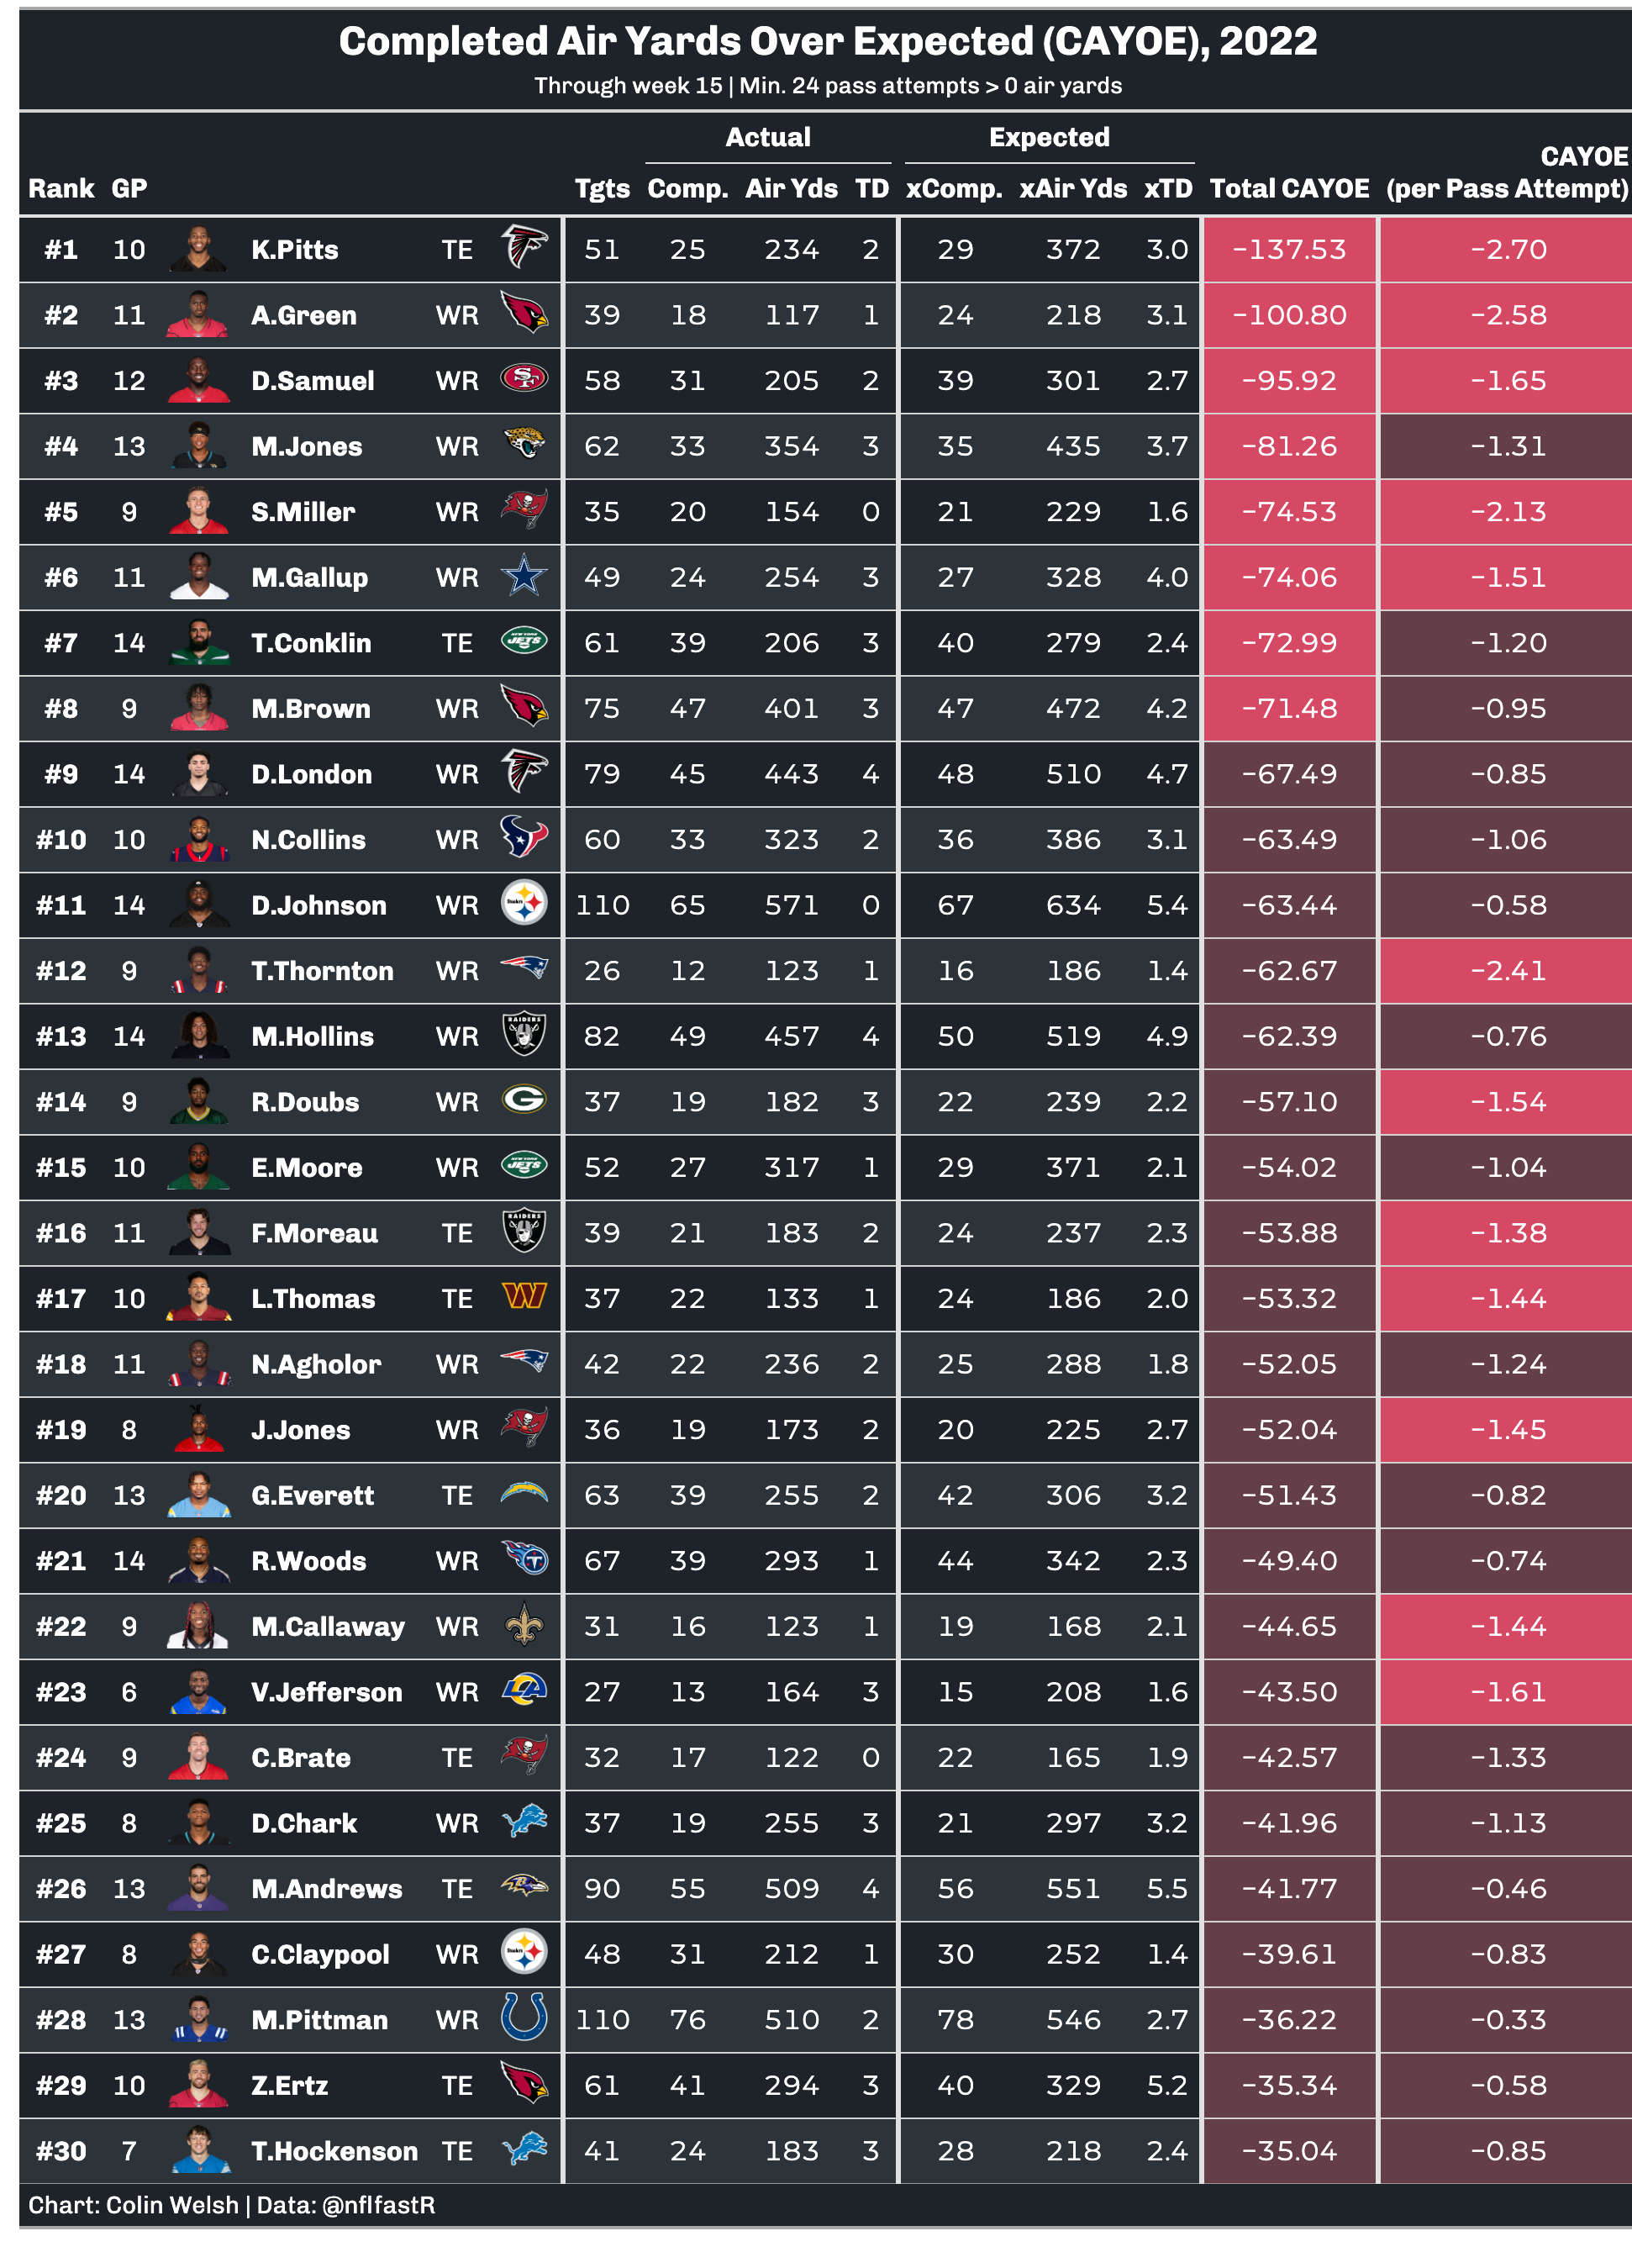 Completed Air Yards Over Expected (CAYOE), 2022
Through week 15 | Min. 24 pass attempts > 0 air yards
Actual Expected
CAYOE
Rank GP Tgts Comp. Air Yds TD xComp. xAir Yds xTD Total CAYOE (per Pass Attempt)
#1 10 K.Pitts TE 51 25 234 2 29 372 3.0 −137.53 −2.70
#2 11 A.Green WR 39 18 117 1 24 218 3.1 −100.80 −2.58
#3 12 D.Samuel WR 58 31 205 2 39 301 2.7 −95.92 −1.65
#4 13 M.Jones WR 62 33 354 3 35 435 3.7 −81.26 −1.31
#5 9 S.Miller WR 35 20 154 0 21 229 1.6 −74.53 −2.13
#6 11 M.Gallup WR 49 24 254 3 27 328 4.0 −74.06 −1.51
#7 14 T.Conklin TE 61 39 206 3 40 279 2.4 −72.99 −1.20
#8 9 M.Brown WR 75 47 401 3 47 472 4.2 −71.48 −0.95
#9 14 D.London WR 79 45 443 4 48 510 4.7 −67.49 −0.85
#10 10 N.Collins WR 60 33 323 2 36 386 3.1 −63.49 −1.06
#11 14 D.Johnson WR 110 65 571 0 67 634 5.4 −63.44 −0.58
#12 9 T.Thornton WR 26 12 123 1 16 186 1.4 −62.67 −2.41
#13 14 M.Hollins WR 82 49 457 4 50 519 4.9 −62.39 −0.76
#14 9 R.Doubs WR 37 19 182 3 22 239 2.2 −57.10 −1.54
#15 10 E.Moore WR 52 27 317 1 29 371 2.1 −54.02 −1.04
#16 11 F.Moreau TE 39 21 183 2 24 237 2.3 −53.88 −1.38
#17 10 L.Thomas TE 37 22 133 1 24 186 2.0 −53.32 −1.44
#18 11 N.Agholor WR 42 22 236 2 25 288 1.8 −52.05 −1.24
#19 8 J.Jones WR 36 19 173 2 20 225 2.7 −52.04 −1.45
#20 13 G.Everett TE 63 39 255 2 42 306 3.2 −51.43 −0.82
#21 14 R.Woods WR 67 39 293 1 44 342 2.3 −49.40 −0.74
#22 9 M.Callaway WR 31 16 123 1 19 168 2.1 −44.65 −1.44
#23 6 V.Jefferson WR 27 13 164 3 15 208 1.6 −43.50 −1.61
#24 9 C.Brate TE 32 17 122 0 22 165 1.9 −42.57 −1.33
#25 8 D.Chark WR 37 19 255 3 21 297 3.2 −41.96 −1.13
#26 13 M.Andrews TE 90 55 509 4 56 551 5.5 −41.77 −0.46
#27 8 C.Claypool WR 48 31 212 1 30 252 1.4 −39.61 −0.83
#28 13 M.Pittman WR 110 76 510 2 78 546 2.7 −36.22 −0.33
#29 10 Z.Ertz TE 61 41 294 3 40 329 5.2 −35.34 −0.58
#30 7 T.Hockenson TE 41 24 183 3 28 218 2.4 −35.04 −0.85
Chart: Colin Welsh | Data: @nflfastR